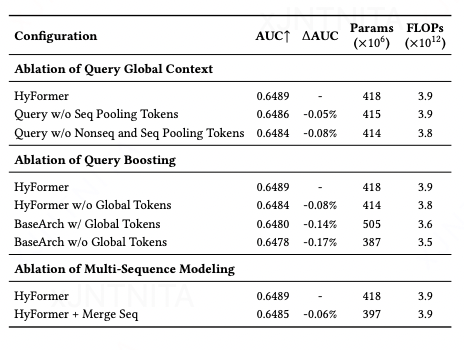 Configuration AUC↑ ΔAUC Params (×10⁶) FLOPs (×10¹²)
Ablation of Query Global Context
HyFormer 0.6489 - 418 3.9
Query w/o Seq Pooling Tokens 0.6486 -0.05% 415 3.9
Query w/o Nonseq and Seq Pooling Tokens 0.6484 -0.08% 414 3.8
Ablation of Query Boosting
HyFormer 0.6489 - 418 3.9
HyFormer w/o Global Tokens 0.6484 -0.08% 414 3.8
BaseArch w/ Global Tokens 0.6480 -0.14% 505 3.6
BaseArch w/o Global Tokens 0.6478 -0.17% 387 3.5
Ablation of Multi-Sequence Modeling
HyFormer 0.6489 - 418 3.9
HyFormer + Merge Seq 0.6485 -0.06% 397 3.9